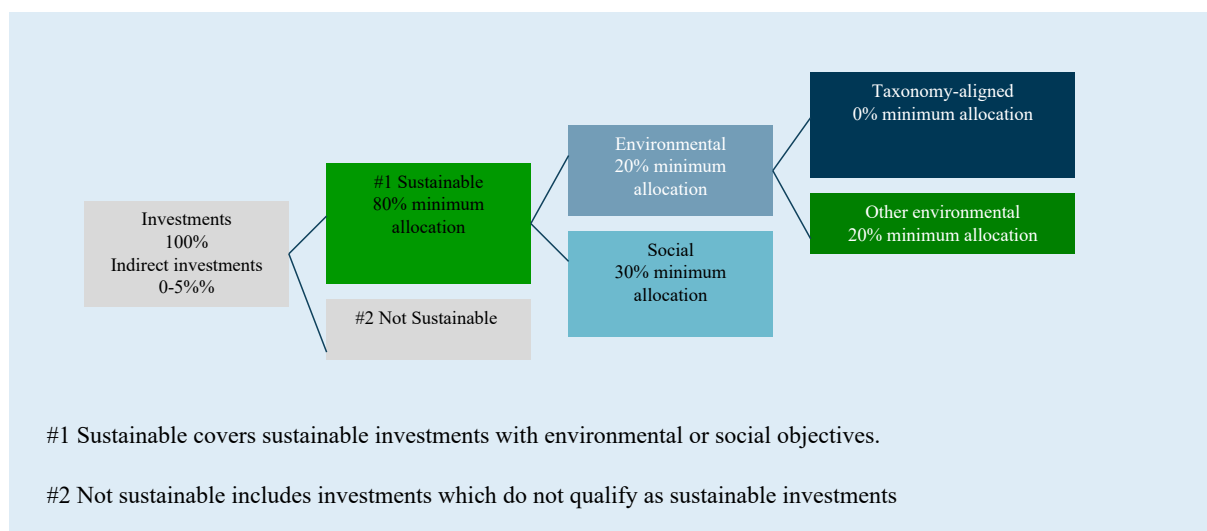 Taxonomy-aligned
0% minimum allocation
Environmental
20% minimum
allocation
#1 Sustainable
80% minimum
allocation
Other environmental
20% minimum allocation
Investments
100%
Indirect investments
0-5%%
Social
30% minimum
allocation
#2 Not Sustainable
#1 Sustainable covers sustainable investments with environmental or social objectives.
#2 Not sustainable includes investments which do not qualify as sustainable investments